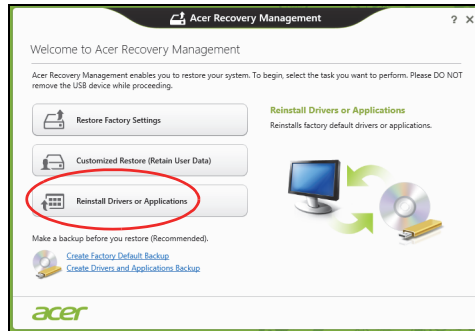 Acer Recovery Management
? X
Welcome to Acer Recovery Management
Acer Recovery Management enables you to restore your system. To begin, select the task you want to perform. Please DO NOT
remove the USB device while proceeding.
Restore Factory Settings
Customized Restore (Retain User Data)
Reinstall Drivers or Applications
Reinstall Drivers or Applications
Reinstalls factory default drivers or applications.
Make a backup before you restore (Recommended).
Create Factory Default Backup
Create Drivers and Applications Backup
acer